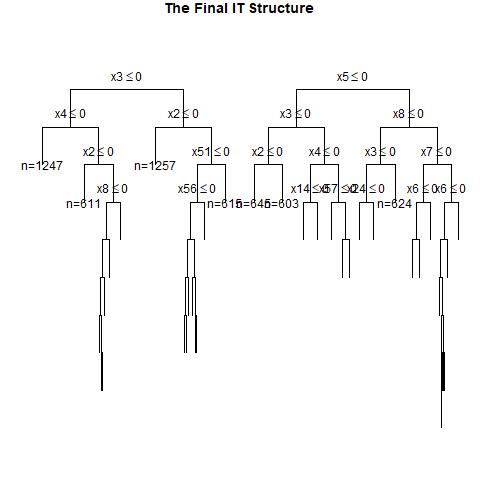 The Final IT Structure
x3 ≤ 0
x5 ≤ 0
x4 ≤ 0
x2 ≤ 0
x3 ≤ 0
x8 ≤ 0
n=1247
x2 ≤ 0
n=1257
x51 ≤ 0
x2 ≤ 0
x4 ≤ 0
x3 ≤ 0
x7 ≤ 0
n=611
x8 ≤ 0
x56 ≤ 0
n=615
n=645
n=603
x14 ≤ 0
x57 ≤ 0
x24 ≤ 0
n=624
x6 ≤ 0
x6 ≤ 0